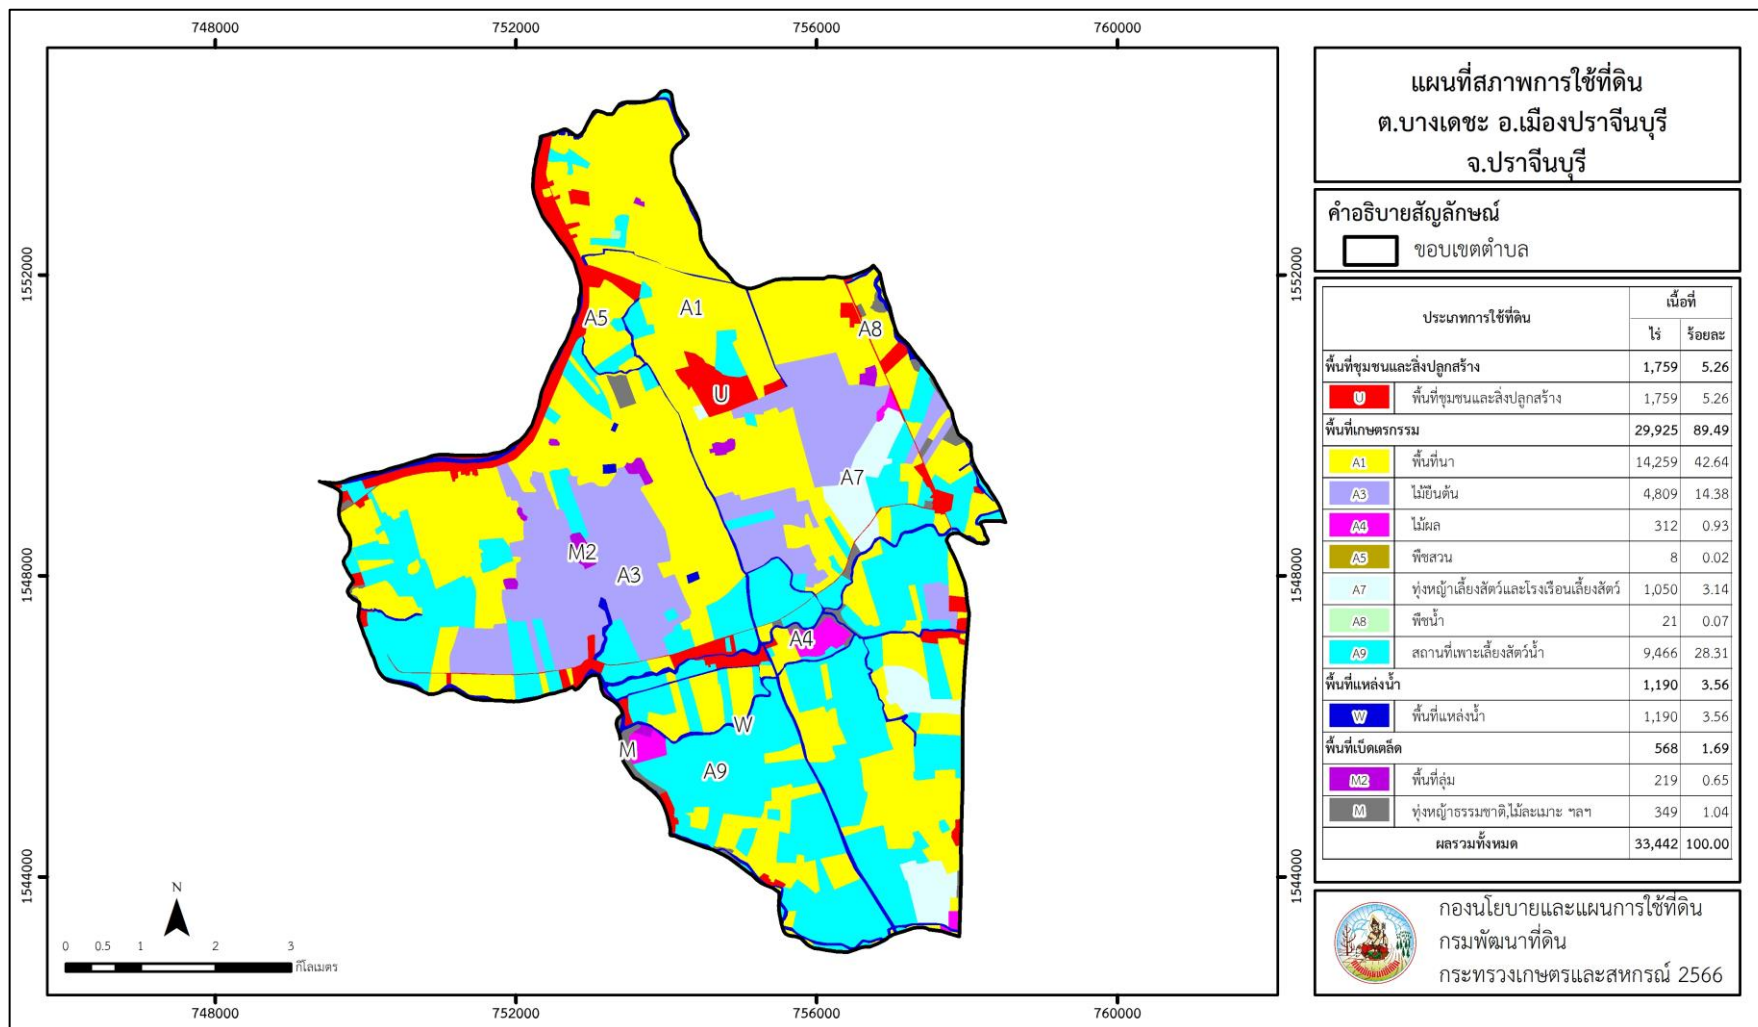 748000
752000
756000
760000
1552000
1548000
1544000
1552000
1548000
1544000
748000
752000
756000
760000
A1
A5
A8
U
A7
M2
A3
A4
W
M
A9
N
0 0.5 1 2 3
กิโลเมตร
แผนที่สภาพการใช้ที่ดิน
ต.บางเดชะ อ.เมืองปราจีนบุรี
จ.ปราจีนบุรี
คำอธิบายสัญลักษณ์
ขอบเขตตำบล
ประเภทการใช้ที่ดิน เนื้อที่
ไร่ ร้อยละ
พื้นที่ชุมชนและสิ่งปลูกสร้าง 1,759 5.26
U พื้นที่ชุมชนและสิ่งปลูกสร้าง 1,759 5.26
พื้นที่เกษตรกรรม 29,925 89.49
A1 พื้นที่นา 14,259 42.64
A3 ไม้ยืนต้น 4,809 14.38
A4 ไม้ผล 312 0.93
A5 พืชสวน 8 0.02
A7 ทุ่งหญ้าเลี้ยงสัตว์และโรงเรือนเลี้ยงสัตว์ 1,050 3.14
A8 พืชน้ำ 21 0.07
A9 สถานที่เพาะเลี้ยงสัตว์น้ำ 9,466 28.31
พื้นที่แหล่งน้ำ 1,190 3.56
W พื้นที่แหล่งน้ำ 1,190 3.56
พื้นที่เบ็ดเตล็ด 568 1.69
M2 พื้นที่ลุ่ม 219 0.65
M ทุ่งหญ้าธรรมชาติ,ไม้ละเมาะ ฯลฯ 349 1.04
ผลรวมทั้งหมด 33,442 100.00
กองนโยบายและแผนการใช้ที่ดิน
กรมพัฒนาที่ดิน
กระทรวงเกษตรและสหกรณ์ 2566